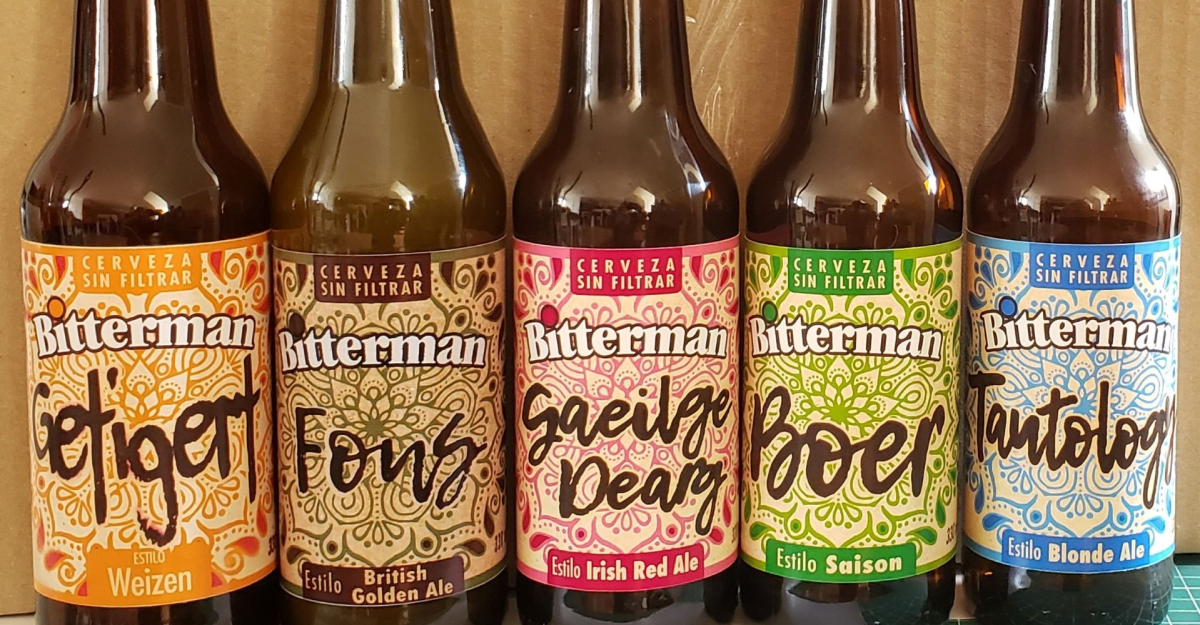 CERVEZA
SIN FILTRAR
Bitterman
Getigert
ESTILO
Weizen
CERVEZA
SIN FILTRAR
Bitterman
Fons
Estilo British
Golden Ale
CERVEZA
SIN FILTRAR
Bitterman
Gaeilge
Dearg
Estilo Irish Red Ale
CERVEZA
SIN FILTRAR
Bitterman
Boer
Estilo Saison
CERVEZA
SIN FILTRAR
Bitterman
Tautology
Estilo Blonde Ale